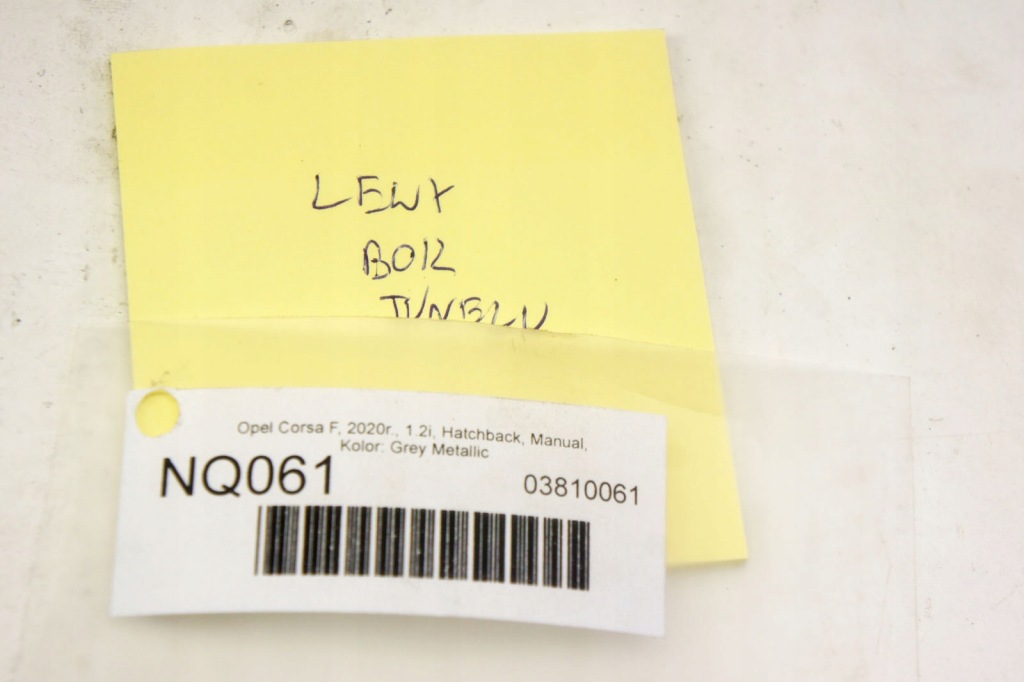 LEWY
BOK
TUNELU
Opel Corsa F, 2020r., 1.2i, Hatchback, Manual,
Kolor: Grey Metallic
NQ061
03810061